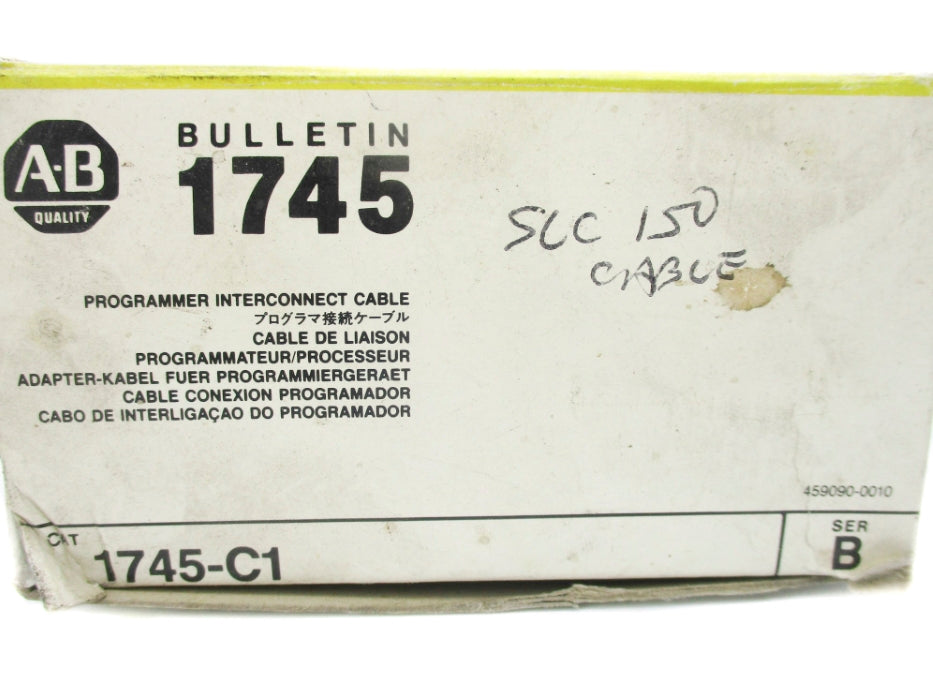 A-B
QUALITY
BULLETIN
1745
SLC 150
CABLE
PROGRAMMER INTERCONNECT CABLE
プログラマ接続ケーブル
CABLE DE LIAISON
PROGRAMMATEUR/PROCESSEUR
ADAPTER-KABEL FUER PROGRAMMIERGERAET
CABLE CONEXION PROGRAMADOR
CABO DE INTERLIGAÇAO DO PROGRAMADOR
459090-0010
CAT
1745-C1
SER
B